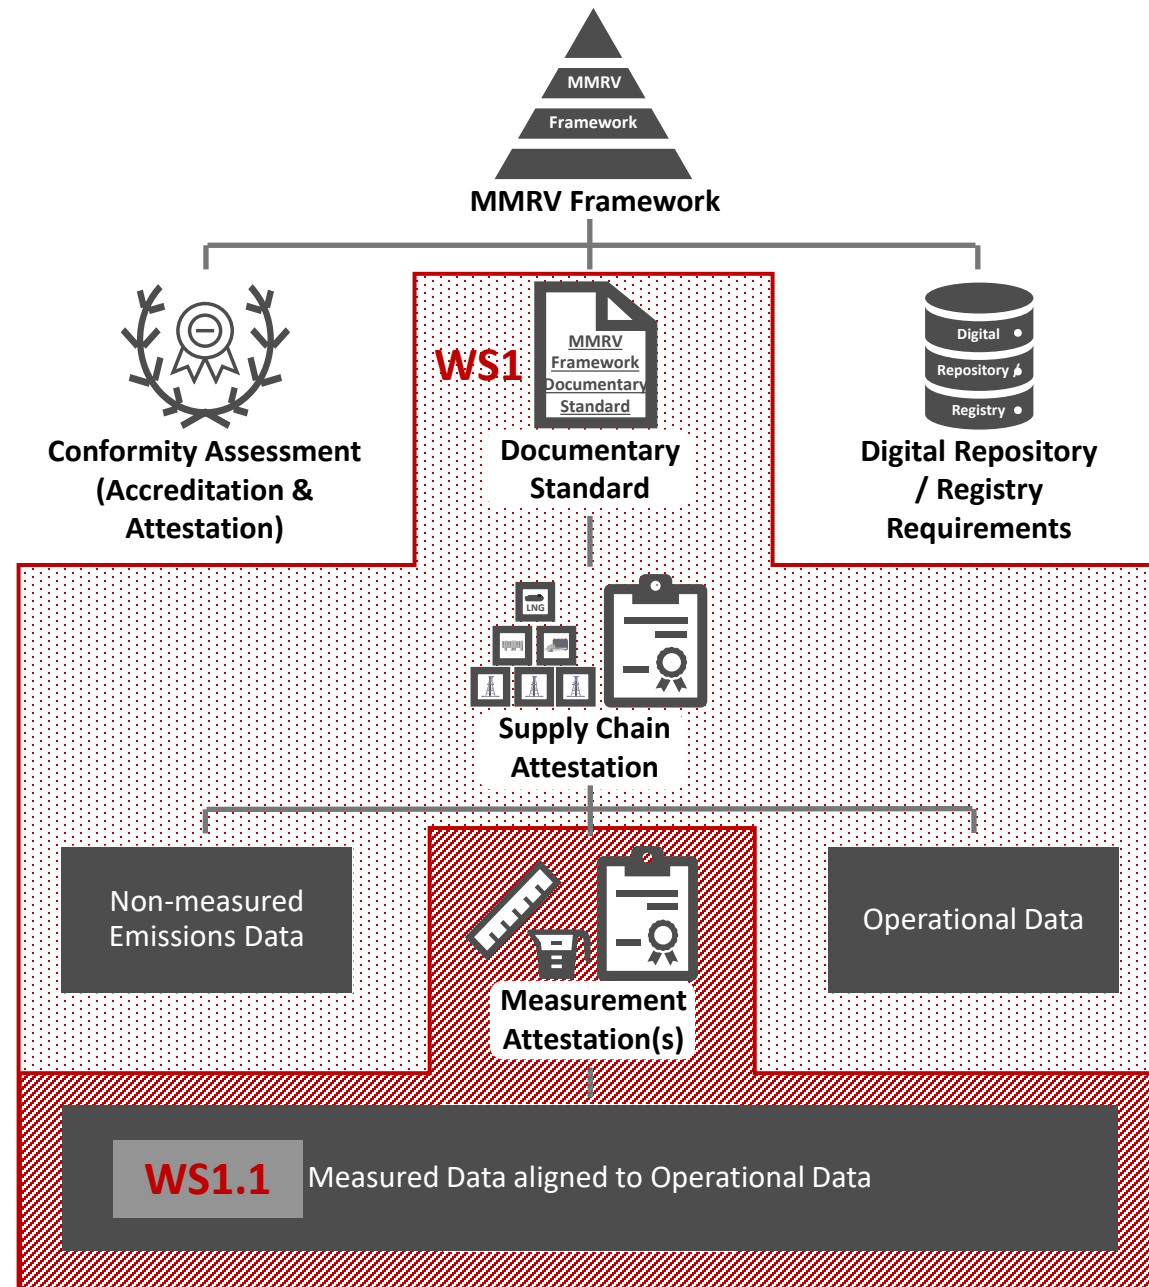 MMRV
Framework
MMRV Framework
WS1
MMRV
Framework
Documentary
Standard
Digital
Repository /
Registry
Conformity Assessment
(Accreditation &
Attestation)
Documentary
Standard
Digital Repository
/ Registry
Requirements
LNG
Supply Chain
Attestation
Non-measured
Emissions Data
Operational Data
Measurement
Attestation(s)
WS1.1
Measured Data aligned to Operational Data